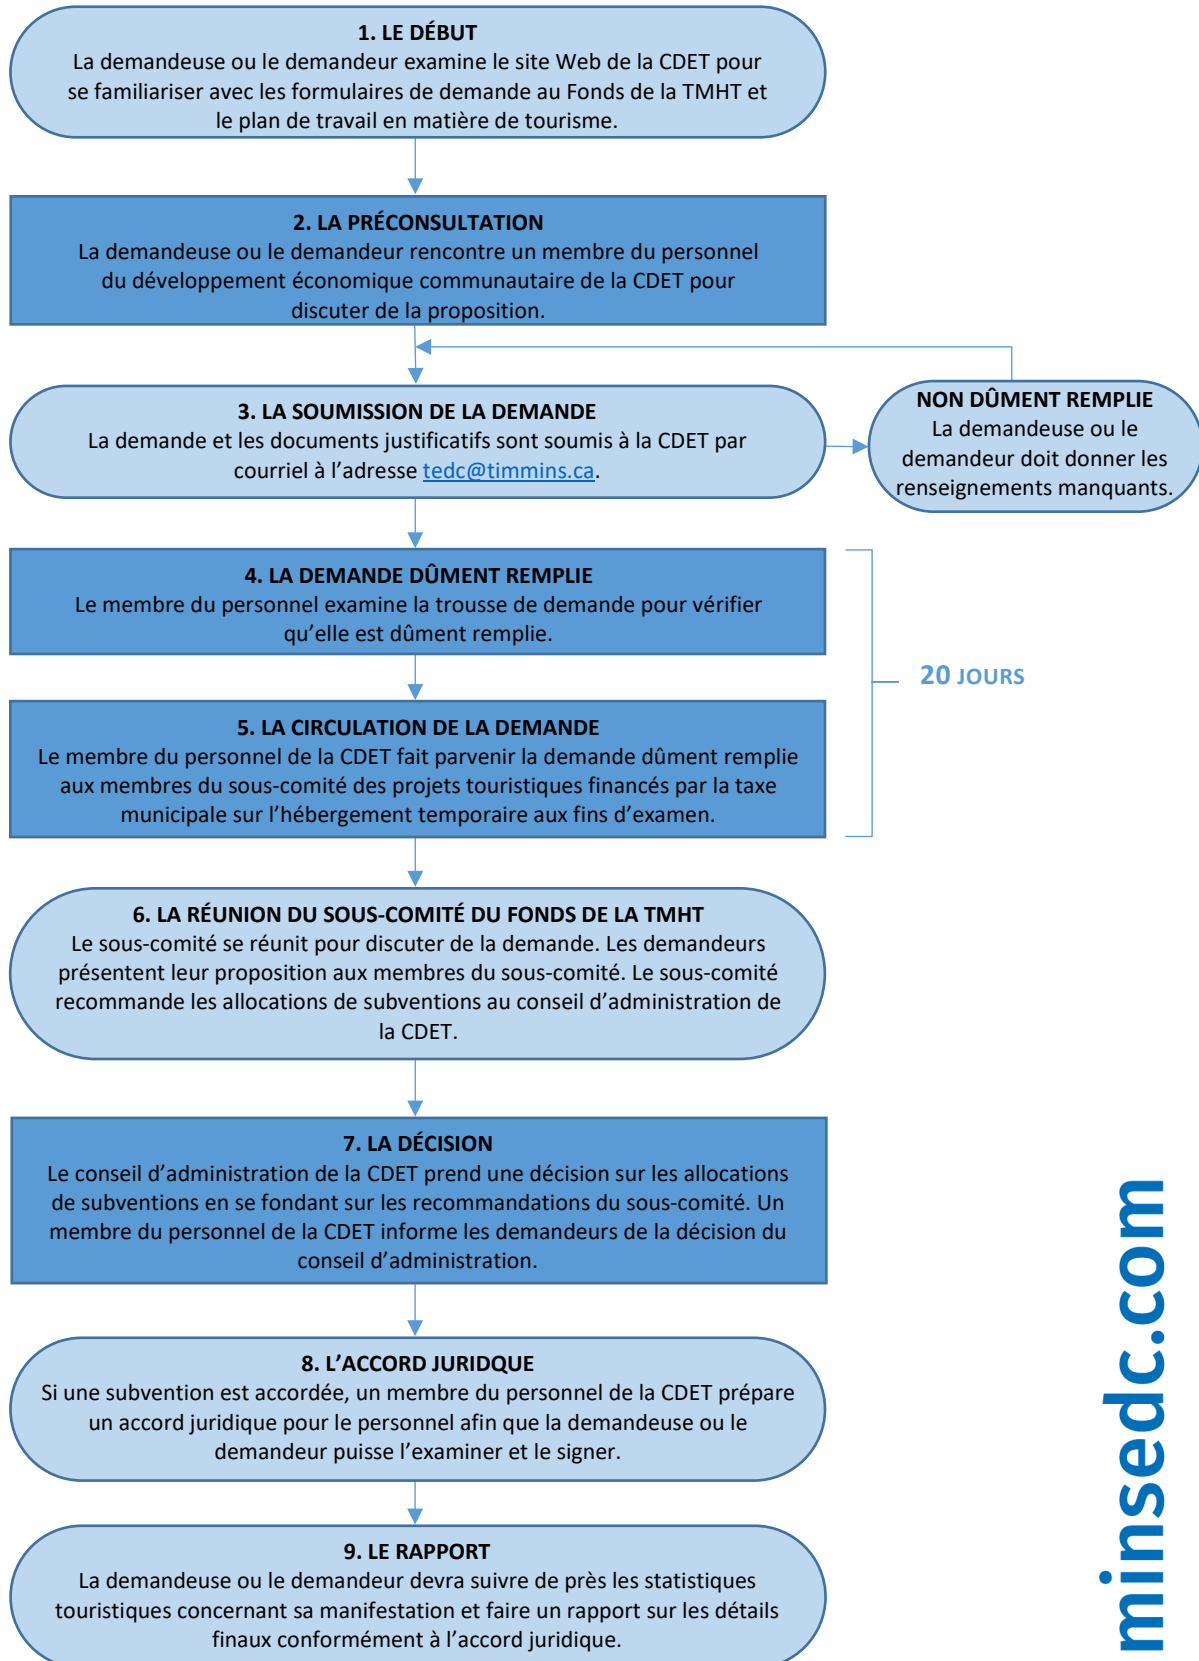 1. LE DÉBUT
La demandeuse ou le demandeur examine le site Web de la CDET pour
se familiariser avec les formulaires de demande au Fonds de la TMHT et
le plan de travail en matière de tourisme.
2. LA PRÉCONSULTATION
La demandeuse ou le demandeur rencontre un membre du personnel
du développement économique communautaire de la CDET pour
discuter de la proposition.
3. LA SOUMISSION DE LA DEMANDE
La demande et les documents justificatifs sont soumis à la CDET par
courriel à l’adresse tedc@timmins.ca.
NON DÛMENT REMPLIE
La demandeuse ou le
demandeur doit donner les
renseignements manquants.
4. LA DEMANDE DÛMENT REMPLIE
Le membre du personnel examine la trousse de demande pour vérifier
qu’elle est dûment remplie.
20 JOURS
5. LA CIRCULATION DE LA DEMANDE
Le membre du personnel de la CDET fait parvenir la demande dûment remplie
aux membres du sous-comité des projets touristiques financés par la taxe
municipale sur l’hébergement temporaire aux fins d’examen.
6. LA RÉUNION DU SOUS-COMITÉ DU FONDS DE LA TMHT
Le sous-comité se réunit pour discuter de la demande. Les demandeurs
présentent leur proposition aux membres du sous-comité. Le sous-comité
recommande les allocations de subventions au conseil d’administration de
la CDET.
7. LA DÉCISION
Le conseil d’administration de la CDET prend une décision sur les allocations
de subventions en se fondant sur les recommandations du sous-comité. Un
membre du personnel de la CDET informe les demandeurs de la décision du
conseil d’administration.
8. L’ACCORD JURIDQUE
Si une subvention est accordée, un membre du personnel de la CDET prépare
un accord juridique pour le personnel afin que la demandeuse ou le
demandeur puisse l’examiner et le signer.
9. LE RAPPORT
La demandeuse ou le demandeur devra suivre de près les statistiques
touristiques concernant sa manifestation et faire un rapport sur les détails
finaux conformément à l’accord juridique.
minsedc.com